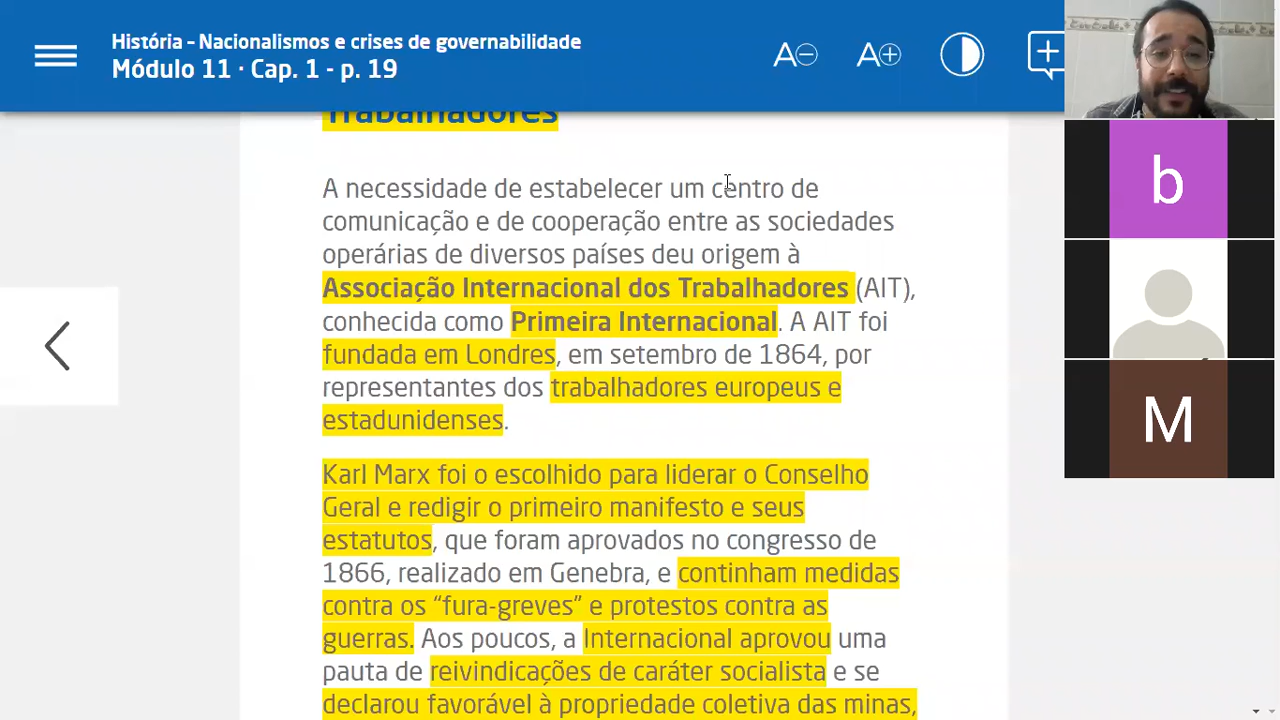 História – Nacionalismos e crises de governabilidade
Módulo 11 · Cap. 1 - p. 19
A
A
Trabalhadores
A necessidade de estabelecer um centro de
comunicação e de cooperação entre as sociedades
operárias de diversos países deu origem à
Associação Internacional dos Trabalhadores (AIT),
conhecida como Primeira Internacional. A AIT foi
fundada em Londres, em setembro de 1864, por
representantes dos trabalhadores europeus e
estadunidenses.
Karl Marx foi o escolhido para liderar o Conselho
Geral e redigir o primeiro manifesto e seus
estatutos, que foram aprovados no congresso de
1866, realizado em Genebra, e continham medidas
contra os “fura-greves” e protestos contra as
guerras. Aos poucos, a Internacional aprovou uma
pauta de reivindicações de caráter socialista e se
declarou favorável à propriedade coletiva das minas,
b
M